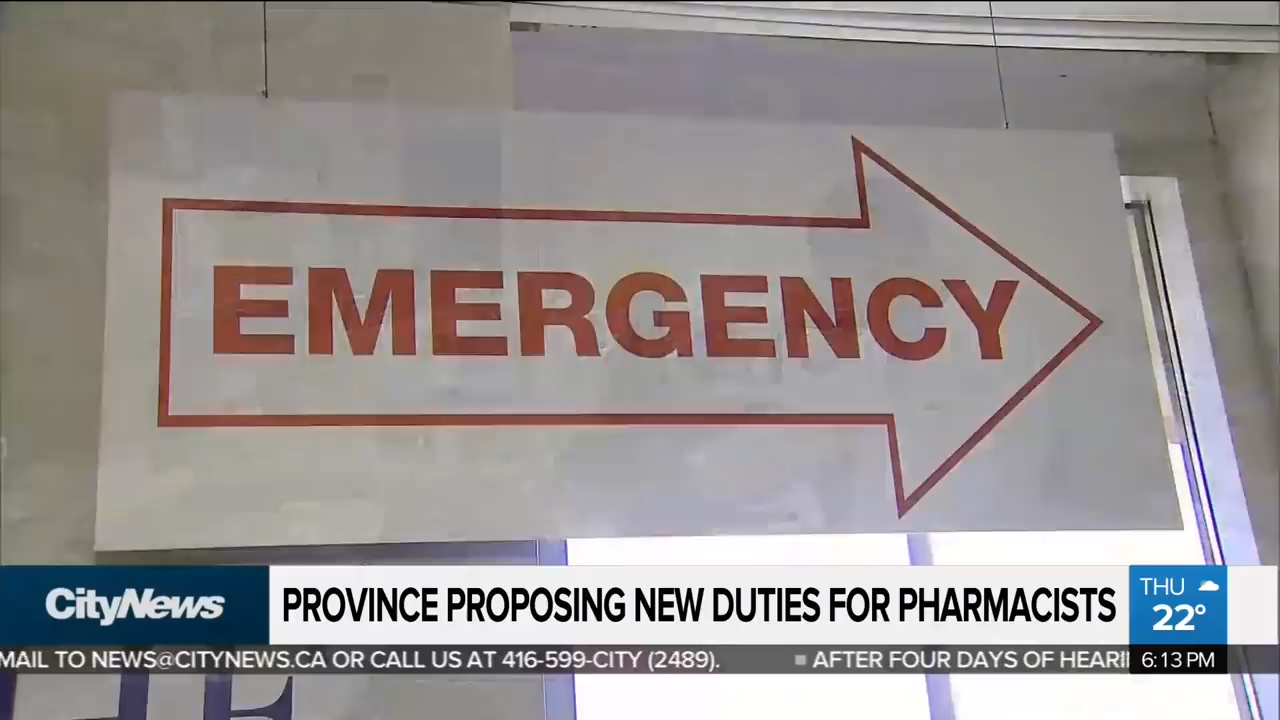 EMERGENCY
CityNews
PROVINCE PROPOSING NEW DUTIES FOR PHARMACISTS
THU
22°
MAIL TO NEWS@CITYNEWS.CA OR CALL US AT 416-599-CITY (2489).
AFTER FOUR DAYS OF HEARI
6:13 PM